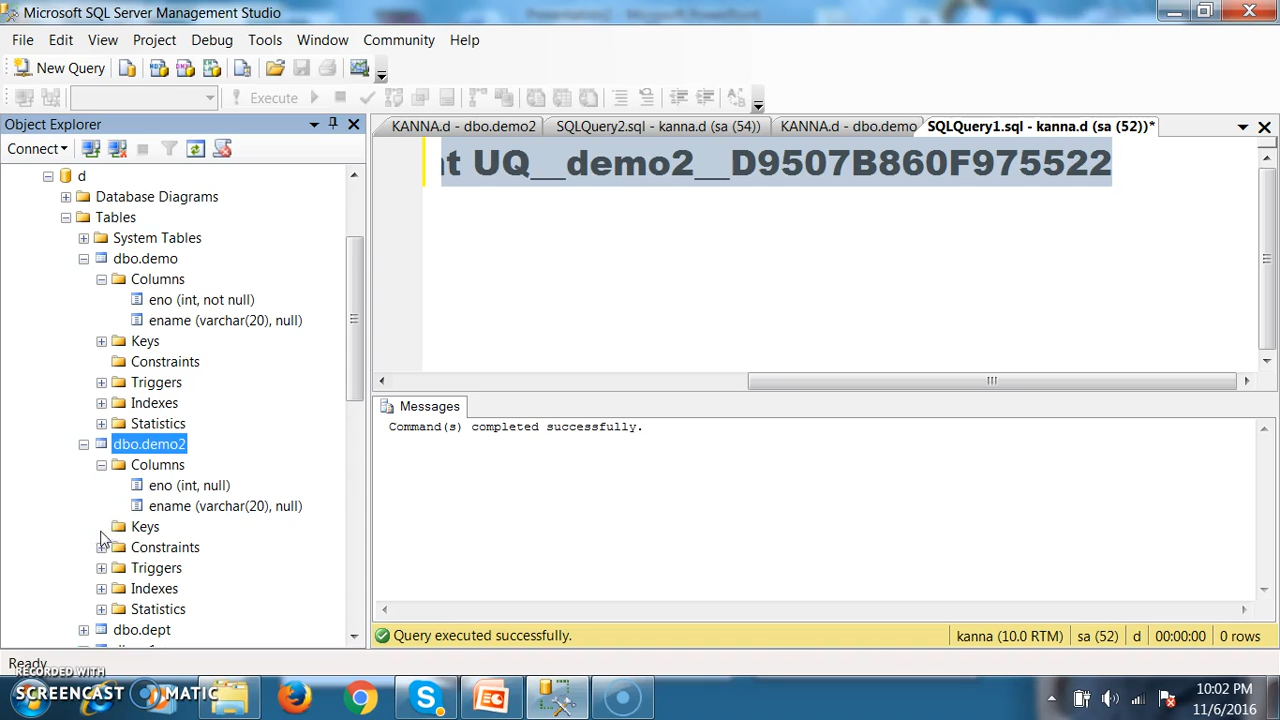 Microsoft SQL Server Management Studio
File Edit View Project Debug Tools Window Community Help
New Query
Execute
Object Explorer
KANNA.d - dbo.demo2
SQLQuery2.sql - kanna.d (sa (54))
KANNA.d - dbo.demo
SQLQuery1.sql - kanna.d (sa (52))*
Connect
d
Database Diagrams
Tables
System Tables
dbo.demo
Columns
eno (int, not null)
ename (varchar(20), null)
Keys
Constraints
Triggers
Indexes
Statistics
dbo.demo2
Columns
eno (int, null)
ename (varchar(20), null)
Keys
Constraints
Triggers
Indexes
Statistics
dbo.dept
nt UQ__demo2__D9507B860F975522
Messages
Command(s) completed successfully.
Query executed successfully.
kanna (10.0 RTM)
sa (52)
d
00:00:00
0 rows
Ready
RECORDED WITH
SCREENCAST MATIC
10:02 PM
11/6/2016